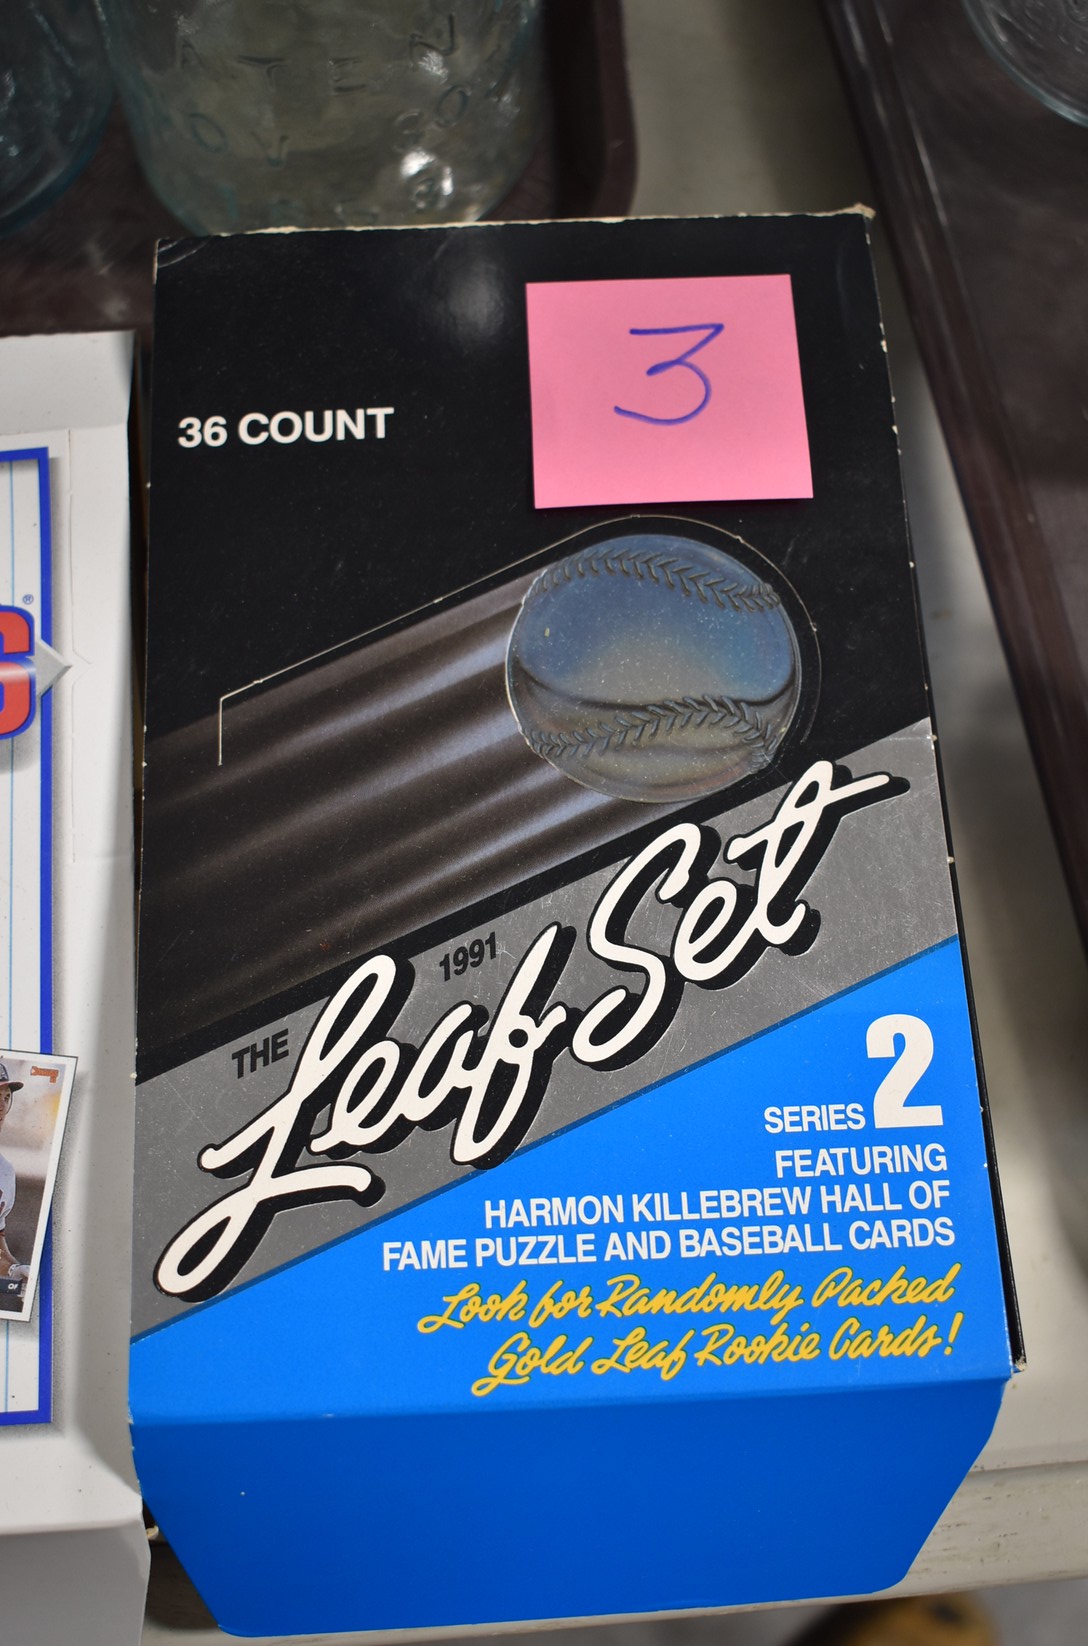 3
36 COUNT
THE 1991
Leaf Set
SERIES 2
FEATURING
HARMON KILLEBREW HALL OF
FAME PUZZLE AND BASEBALL CARDS
Look for Randomly Packed
Gold Leaf Rookie Cards!